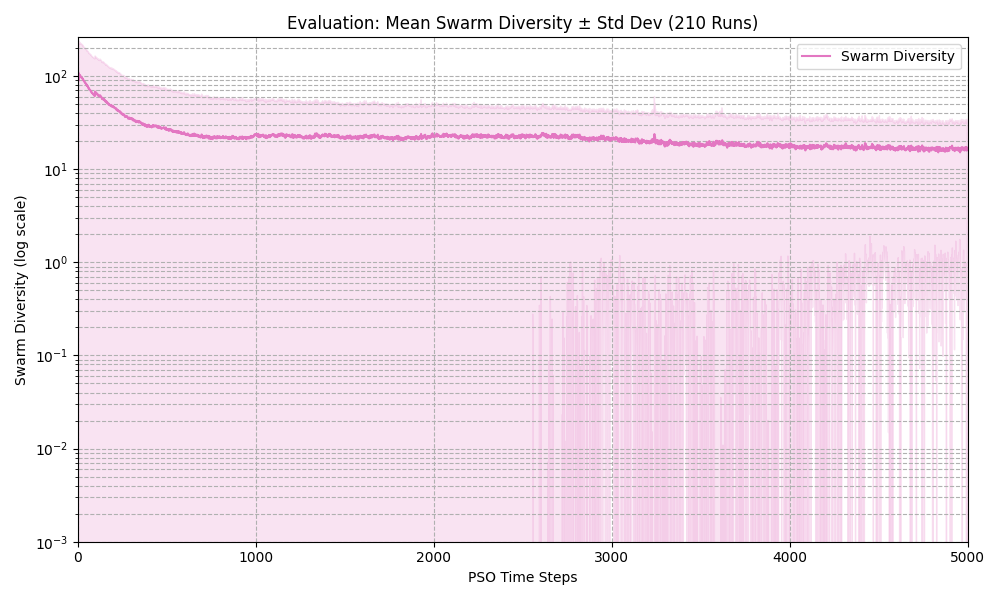 Evaluation: Mean Swarm Diversity ± Std Dev (210 Runs)
Swarm Diversity
Swarm Diversity (log scale)
10²
10¹
10⁰
10⁻¹
10⁻²
10⁻³
0 1000 2000 3000 4000 5000
PSO Time Steps